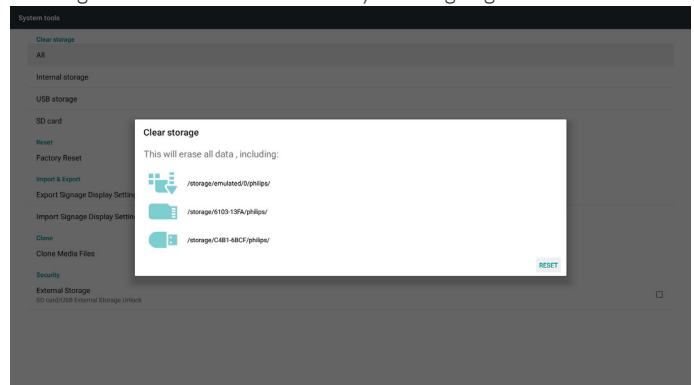 System tools
Clear storage
All
Internal storage
USB storage
SD card
Reset
Factory Reset
Import & Export
Export Signage Display Settin
Import Signage Display Settin
Clone
Clone Media Files
Security
External Storage
SD card/USB External Storage Unlock
Clear storage
This will erase all data , including:
/storage/emulated/0/philips/
/storage/6103-13FA/philips/
/storage/C4B1-6BCF/philips/
RESET